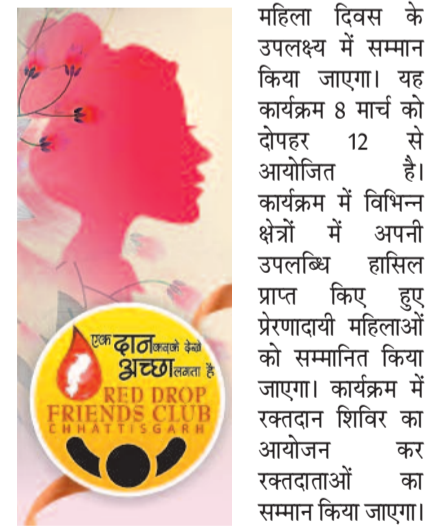 महिला दिवस के
उपलक्ष्य में सम्मान
किया जाएगा। यह
कार्यक्रम 8 मार्च को
दोपहर 12 से
आयोजित है।
कार्यक्रम में विभिन्न
क्षेत्रों में अपनी
उपलब्धि हासिल
प्राप्त किए हुए
प्रेरणादायी महिलाओं
को सम्मानित किया
जाएगा। कार्यक्रम में
रक्तदान शिविर का
आयोजन कर
रक्तदाताओं का
सम्मान किया जाएगा।
एक दान करके देखो
अच्छा लगता है
RED DROP
FRIENDS CLUB
CHHATTISGARH